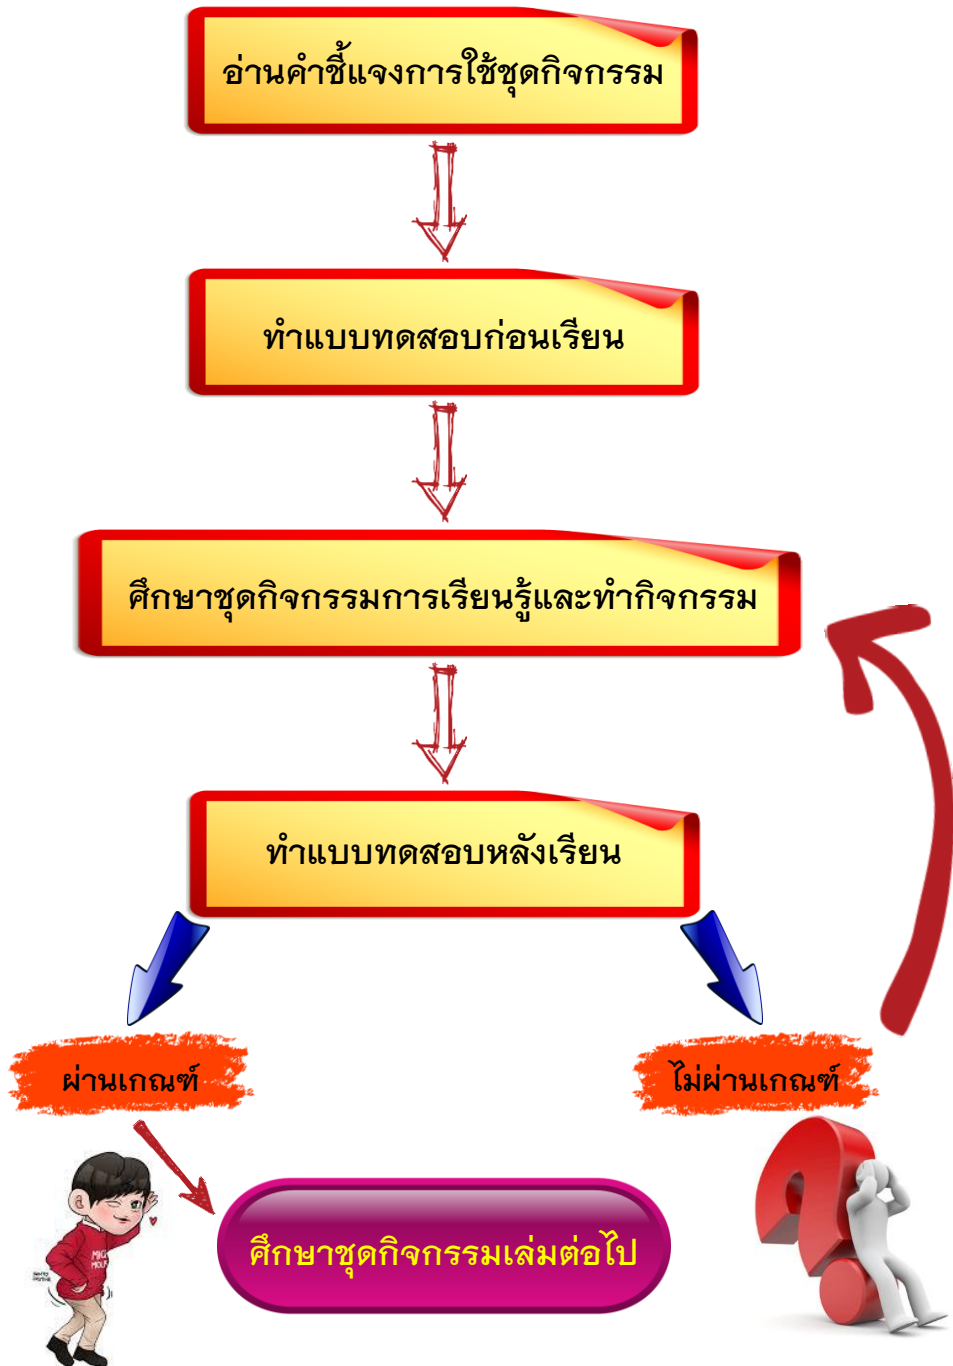 อ่านคำชี้แจงการใช้ชุดกิจกรรม
ทำแบบทดสอบก่อนเรียน
ศึกษาชุดกิจกรรมการเรียนรู้และทำกิจกรรม
ทำแบบทดสอบหลังเรียน
ผ่านเกณฑ์
ไม่ผ่านเกณฑ์
ศึกษาชุดกิจกรรมเล่มต่อไป